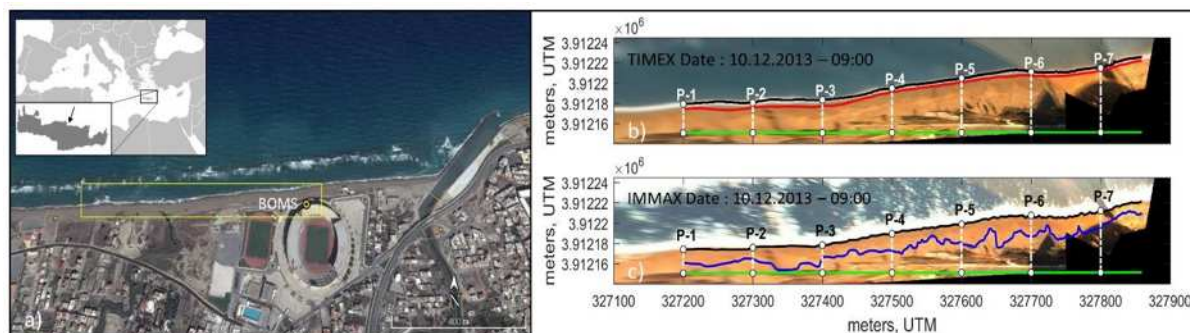 BOMS
N
400 m
a)
×10⁶
3.91224
3.91222
3.9122
3.91218
3.91216
meters, UTM
TIMEX Date : 10.12.2013 – 09:00
P-1
P-2
P-3
P-4
P-5
P-6
P-7
b)
×10⁶
3.91224
3.91222
3.9122
3.91218
3.91216
meters, UTM
IMMAX Date : 10.12.2013 – 09:00
P-1
P-2
P-3
P-4
P-5
P-6
P-7
c)
327100 327200 327300 327400 327500 327600 327700 327800 327900
meters, UTM